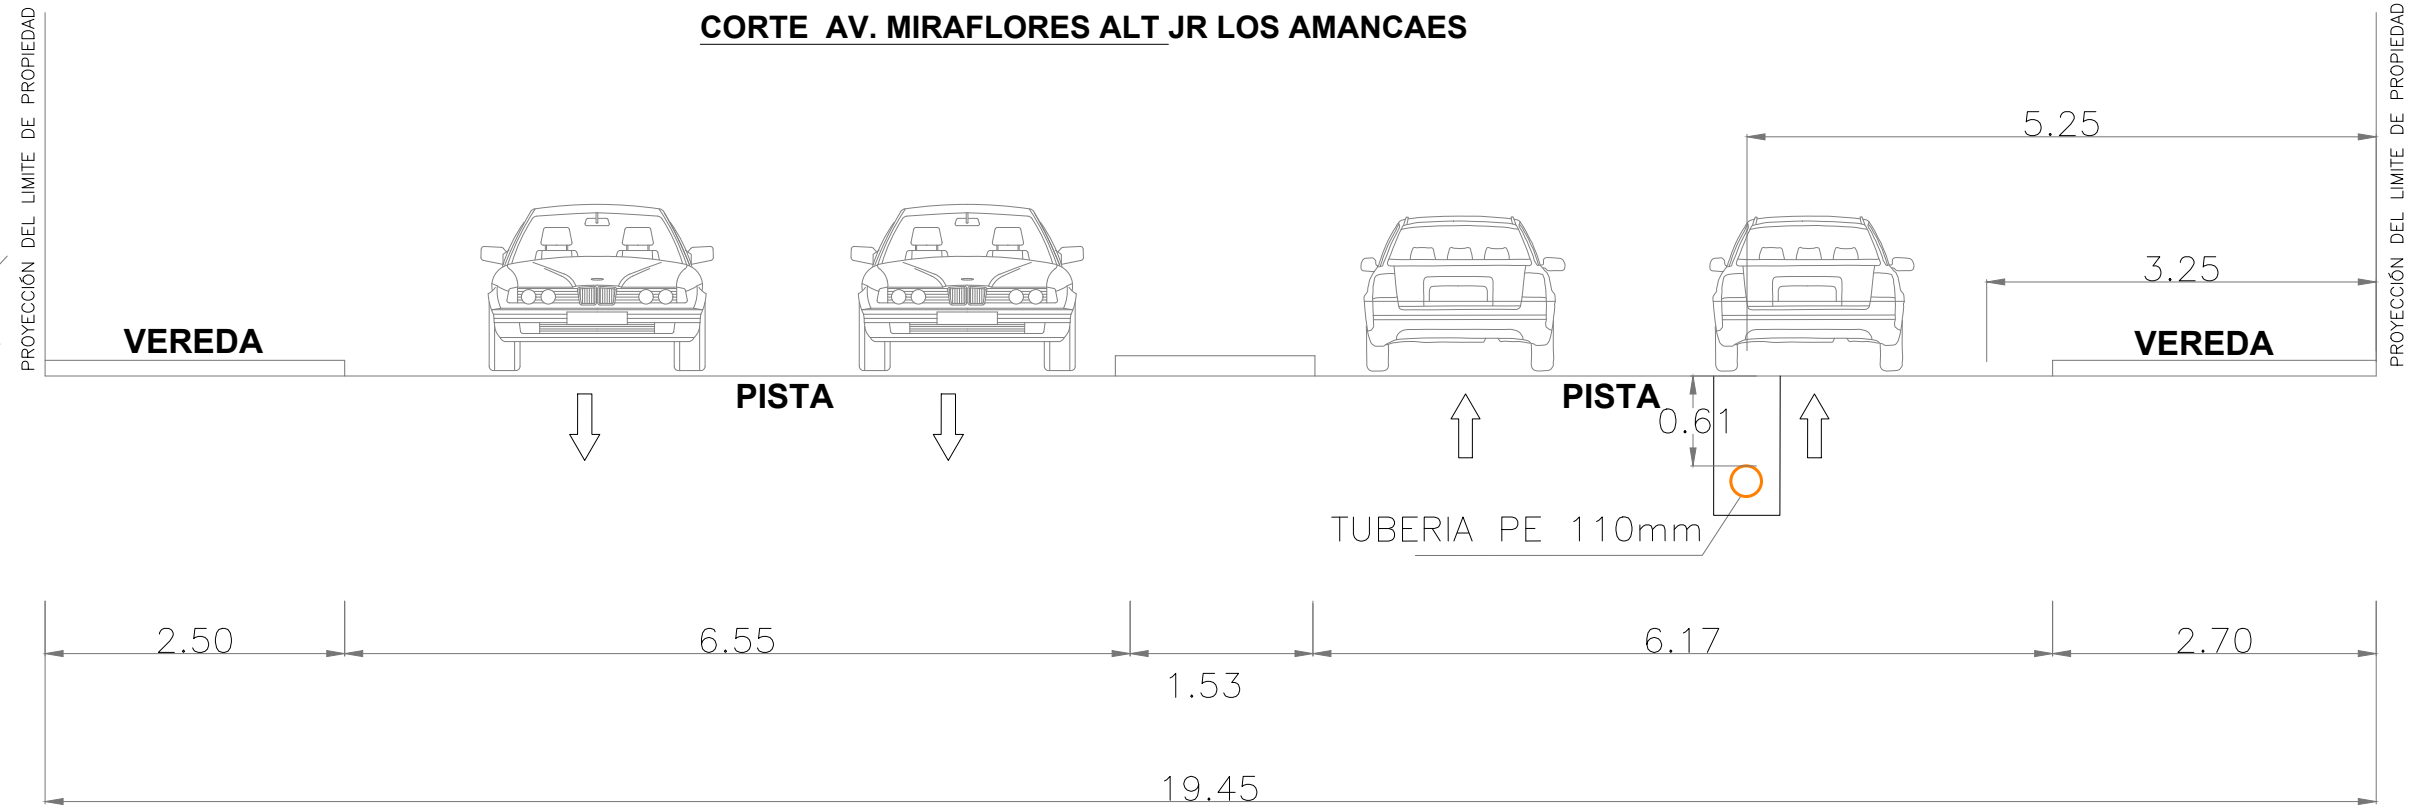 CORTE AV. MIRAFLORES ALT JR LOS AMANCAES
PROYECCIÓN DEL LIMITE DE PROPIEDAD
PROYECCIÓN DEL LIMITE DE PROPIEDAD
5.25
3.25
VEREDA
VEREDA
PISTA
PISTA
0.61
TUBERIA PE 110mm
2.50
6.55
1.53
6.17
2.70
19.45